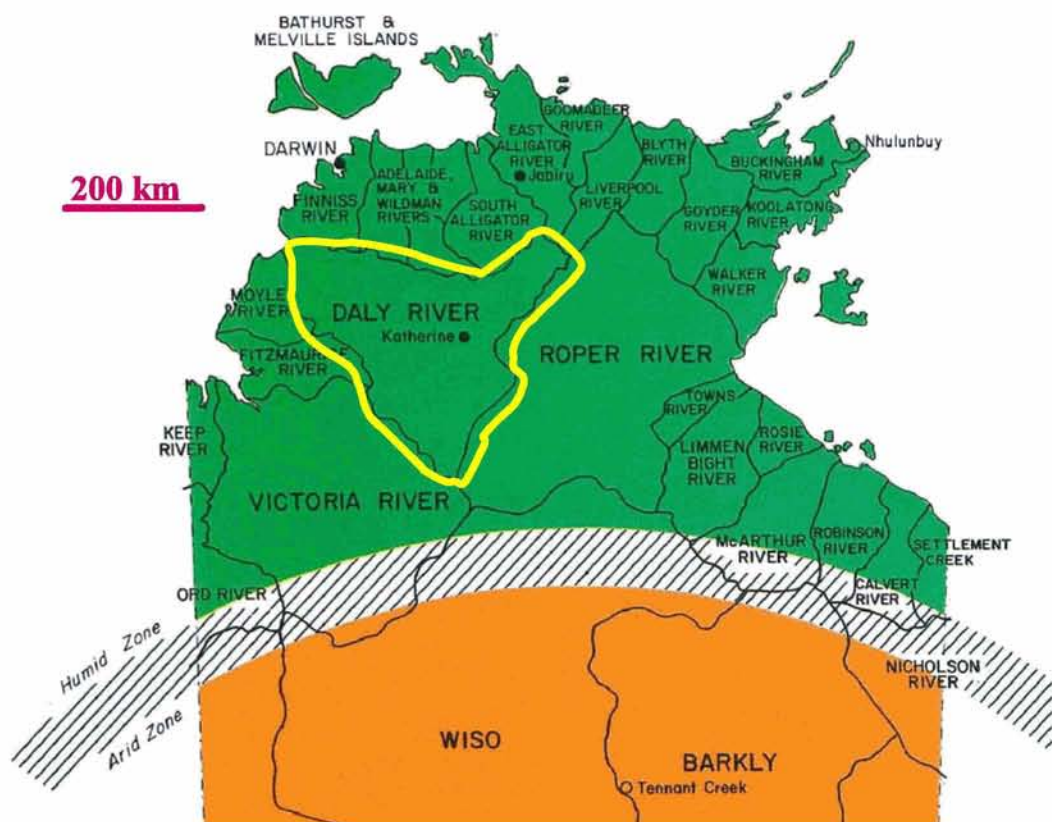 BATHURST &
MELVILLE ISLANDS
DARWIN
200 km
FINNISS
RIVER
ADELAIDE,
MARY &
WILDMAN
RIVERS
SOUTH
ALLIGATOR
RIVER
EAST
ALLIGATOR
RIVER
Jabiru
GOOMADEER
RIVER
LIVERPOOL
RIVER
BLYTH
RIVER
GOYDER
RIVER
BUCKINGHAM
RIVER
Nhulunbuy
KOOLATONG
RIVER
WALKER
RIVER
MOYLE
RIVER
DALY RIVER
Katherine
FITZMAURICE
RIVER
ROPER RIVER
TOWNS
RIVER
LIMMEN
BIGHT
RIVER
ROSIE
RIVER
KEEP
RIVER
VICTORIA RIVER
McARTHUR
RIVER
ROBINSON
RIVER
SETTLEMENT
CREEK
CALVERT
RIVER
ORD RIVER
NICHOLSON
RIVER
Humid Zone
Arid Zone
WISO
BARKLY
Tennant Creek